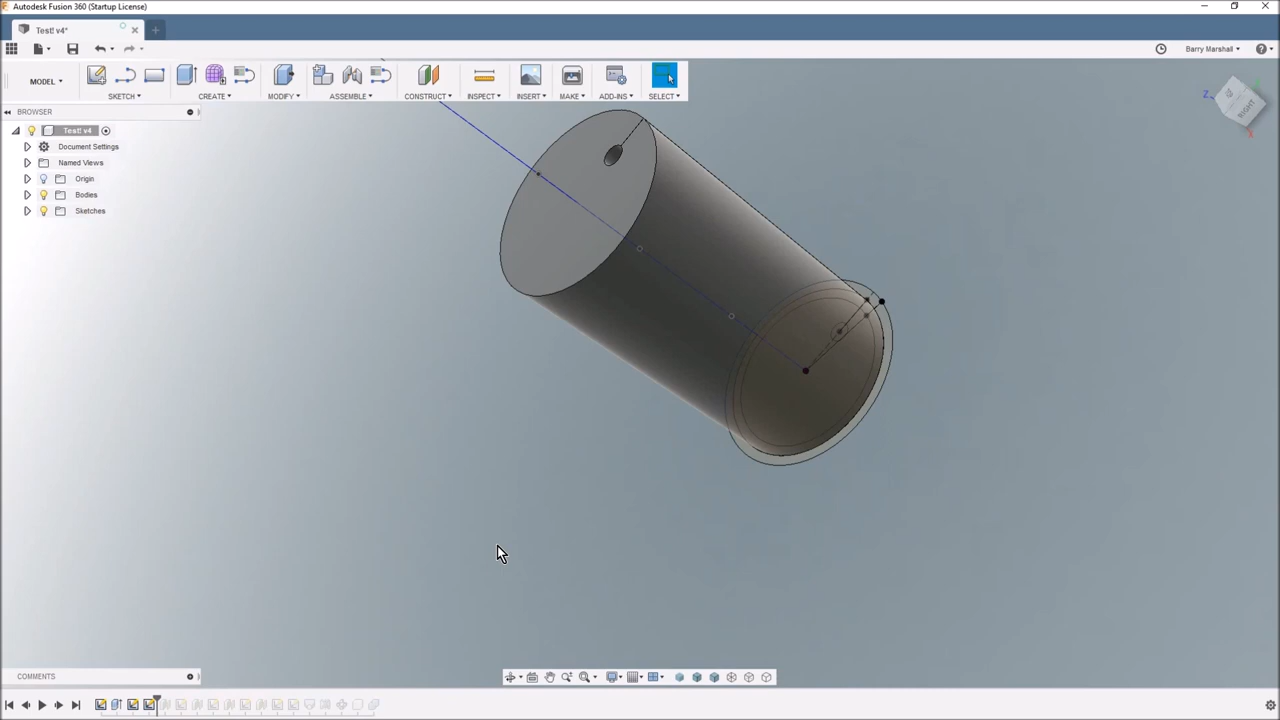 Autodesk Fusion 360 (Startup License)
Test! v4*
Barry Marshall
MODEL
SKETCH
CREATE
MODIFY
ASSEMBLE
CONSTRUCT
INSPECT
INSERT
MAKE
ADD-INS
SELECT
Z
RIGHT
X
BROWSER
Test! v4
Document Settings
Named Views
Origin
Bodies
Sketches
COMMENTS